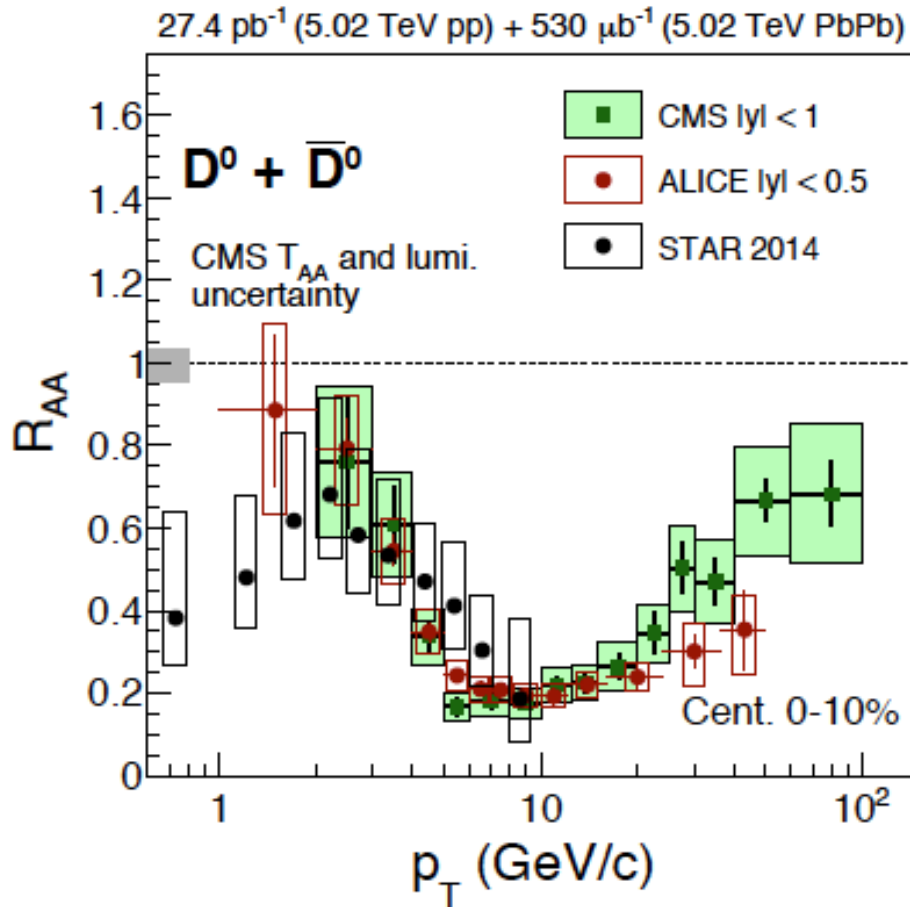 27.4 pb⁻¹ (5.02 TeV pp) + 530 μb⁻¹ (5.02 TeV PbPb)
D⁰ + D̅⁰
CMS |y| < 1
ALICE |y| < 0.5
STAR 2014
CMS T_AA and lumi.
uncertainty
Cent. 0-10%
R_AA
1.6
1.4
1.2
1
0.8
0.6
0.4
0.2
0
1
10
10²
p_T (GeV/c)